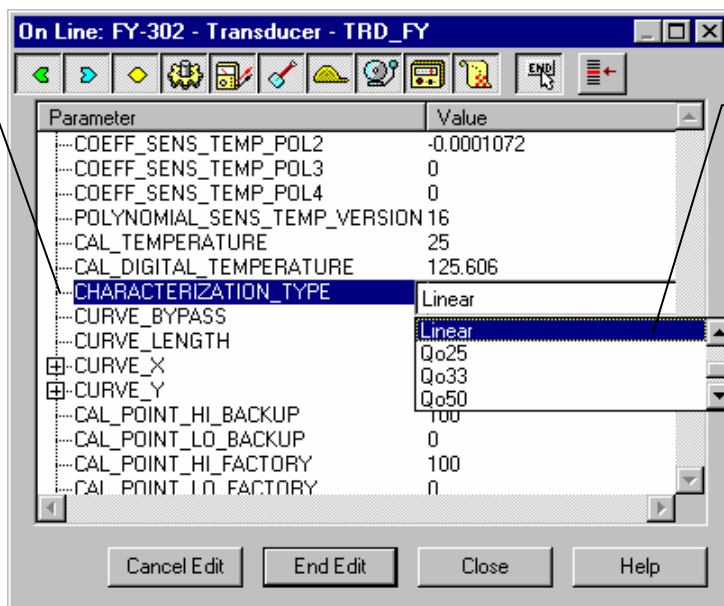 On Line: FY-302 - Transducer - TRD_FY
END
Parameter Value
COEFF_SENS_TEMP_POL2 -0.0001072
COEFF_SENS_TEMP_POL3 0
COEFF_SENS_TEMP_POL4 0
POLYNOMIAL_SENS_TEMP_VERSION 16
CAL_TEMPERATURE 25
CAL_DIGITAL_TEMPERATURE 125.606
CHARACTERIZATION_TYPE Linear
CURVE_BYPASS Linear
CURVE_LENGTH Qo25
CURVE_X Qo33
CURVE_Y Qo50
CAL_POINT_HI_BACKUP 100
CAL_POINT_LO_BACKUP 0
CAL_POINT_HI_FACTORY 100
CAL_POINT_LO_FACTORY 0
Cancel Edit End Edit Close Help